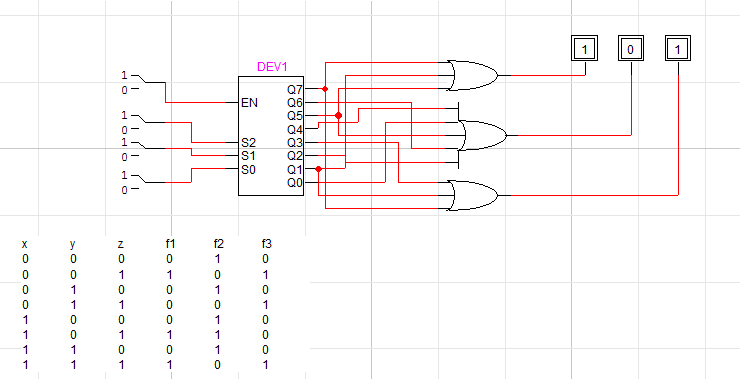 1 0 1
DEV1
1
0
EN
1
0
S2
1
0
S1
1
0
S0
Q7
Q6
Q5
Q4
Q3
Q2
Q1
Q0
x y z f1 f2 f3
0 0 0 0 1 0
0 0 1 1 0 1
0 1 0 0 1 0
0 1 1 0 0 1
1 0 0 0 1 0
1 0 1 1 1 0
1 1 0 0 1 0
1 1 1 1 0 1